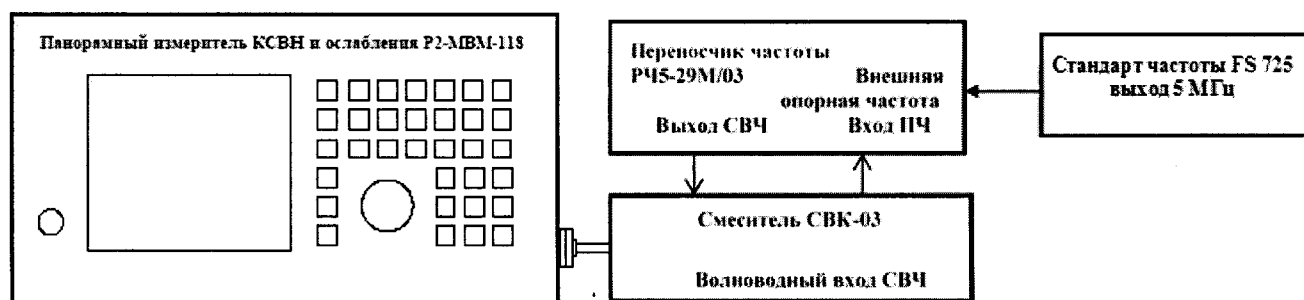 Панорамный измеритель КСВН и ослабления Р2-МВМ-118
Переносчик частоты
РЧ5-29М/03
Внешняя
опорная частота
Выход СВЧ
Вход ПЧ
Стандарт частоты FS 725
выход 5 МГц
Смеситель СВК-03
Волноводный вход СВЧ